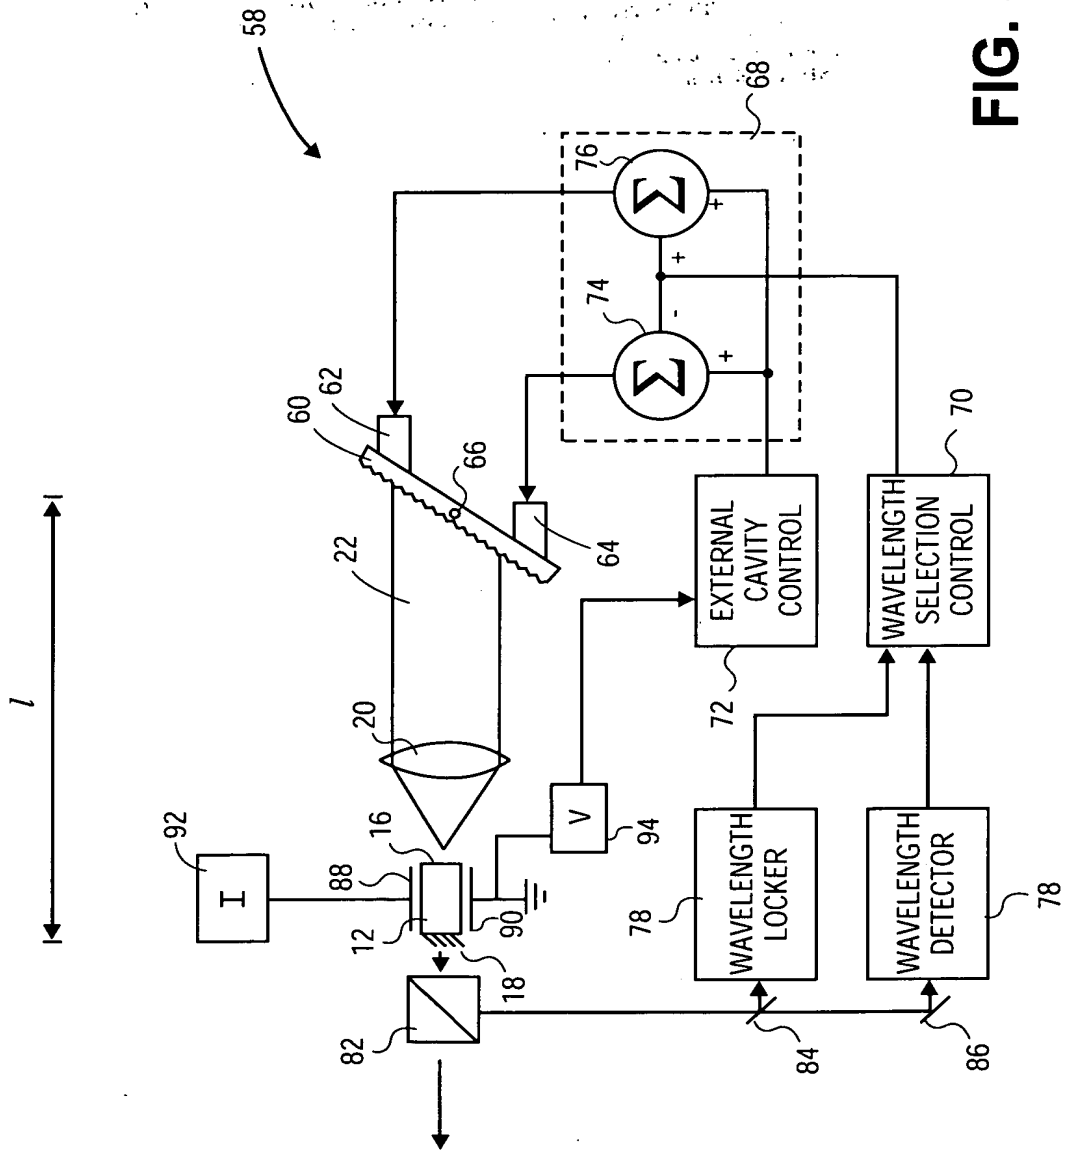 58
l
92
I
88
16
12
90
18
82
20
22
60
62
66
64
V
94
68
76
Σ
+
+
74
Σ
-
+
EXTERNAL
CAVITY
CONTROL
72
WAVELENGTH
SELECTION
CONTROL
70
WAVELENGTH
LOCKER
78
WAVELENGTH
DETECTOR
78
84
86
FIG.